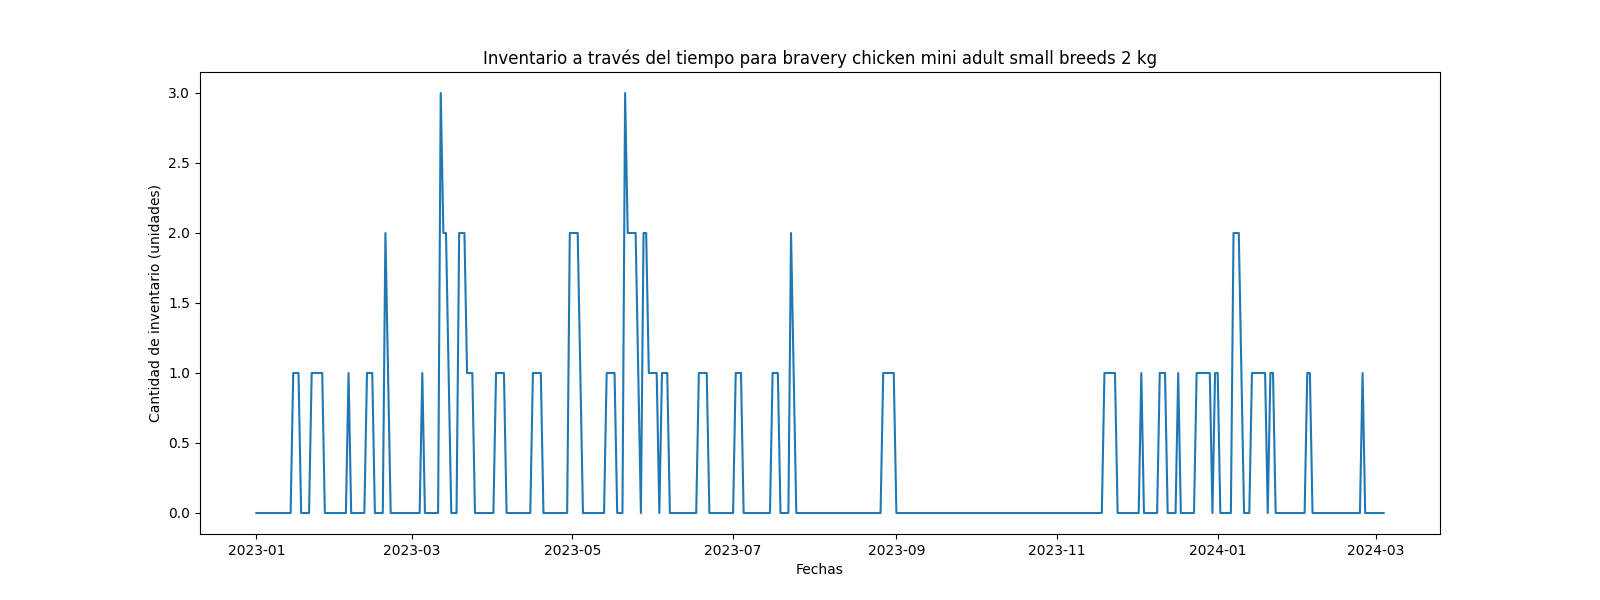 Inventario a través del tiempo para bravery chicken mini adult small breeds 2 kg
Cantidad de inventario (unidades)
3.0
2.5
2.0
1.5
1.0
0.5
0.0
2023-01 2023-03 2023-05 2023-07 2023-09 2023-11 2024-01 2024-03
Fechas